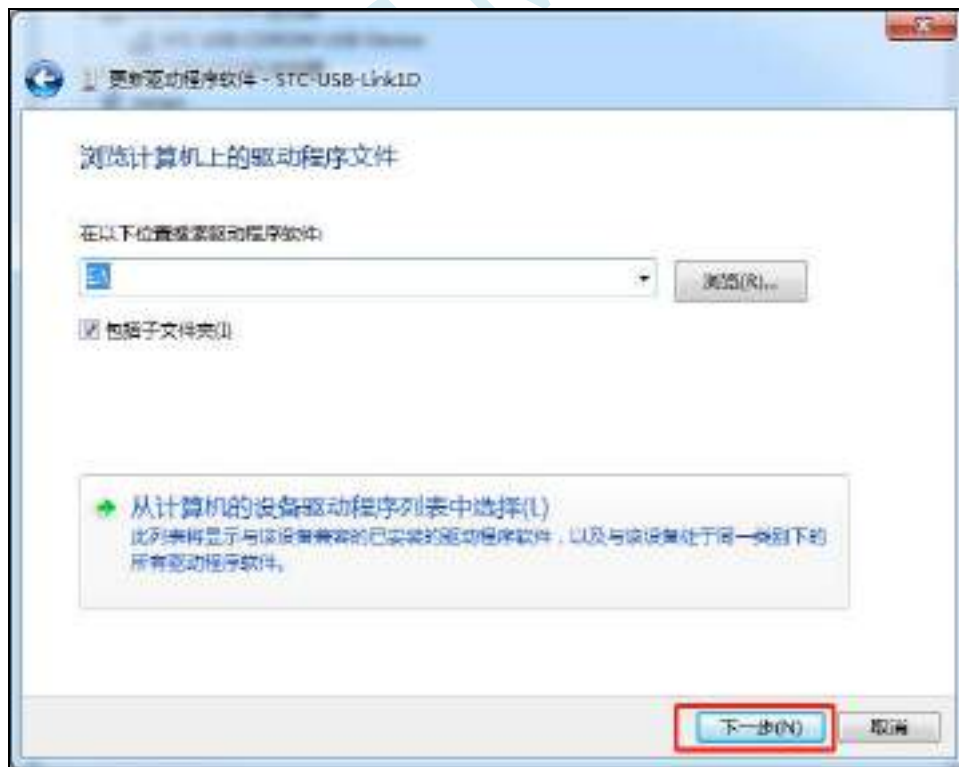 更新驱动程序软件 - STC-USB-Link1D
浏览计算机上的驱动程序文件
在以下位置搜索驱动程序软件:
E:\
浏览(R)...
包括子文件夹(I)
从计算机的设备驱动程序列表中选择(L)
此列表将显示与该设备兼容的已安装的驱动程序软件，以及与该设备处于同一类别下的
所有驱动程序软件。
下一步(N)
取消